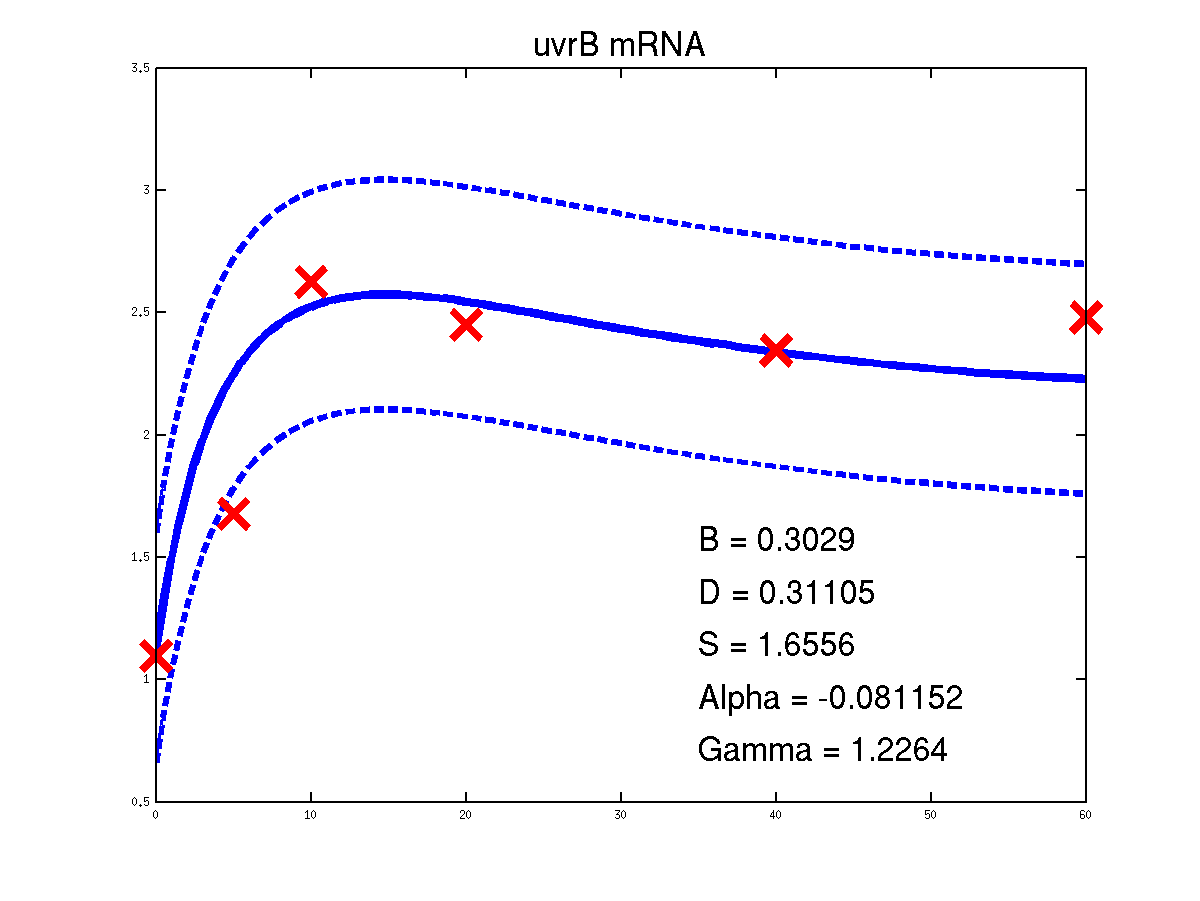 uvrB mRNA
3.5
3
2.5
2
1.5
1
0.5
B = 0.3029
D = 0.31105
S = 1.6556
Alpha = -0.081152
Gamma = 1.2264
0 10 20 30 40 50 60